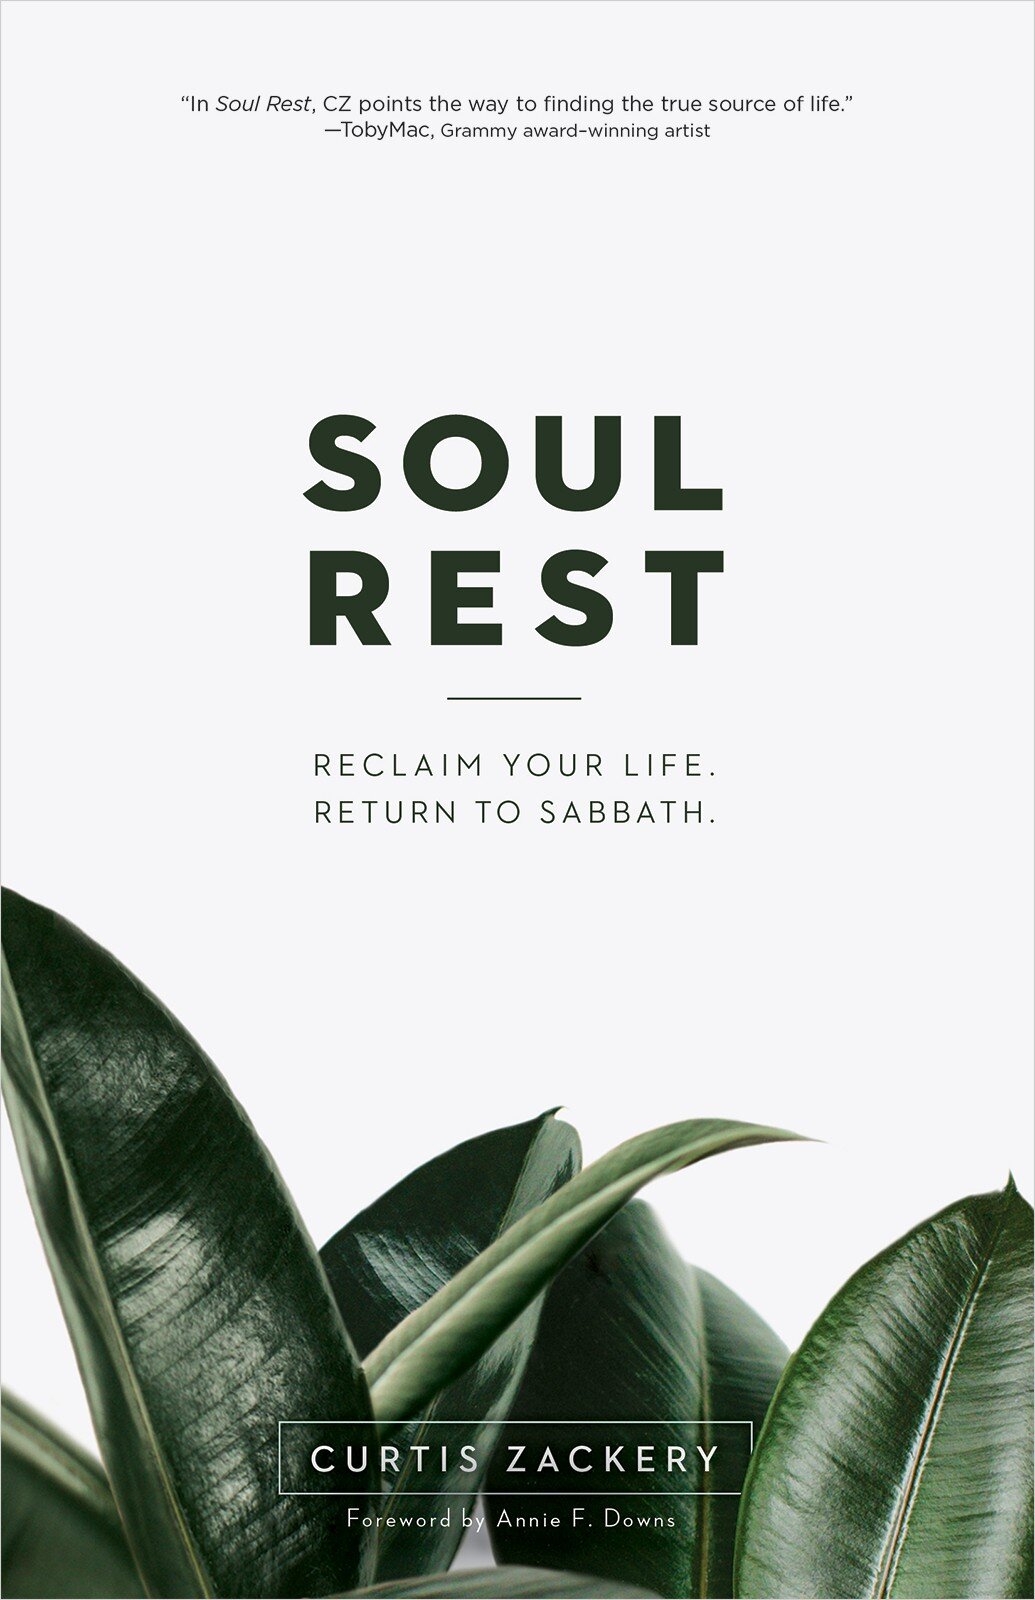 “In Soul Rest, CZ points the way to finding the true source of life.”
—TobyMac, Grammy award–winning artist
SOUL
REST
RECLAIM YOUR LIFE.
RETURN TO SABBATH.
CURTIS ZACKERY
Foreword by Annie F. Downs